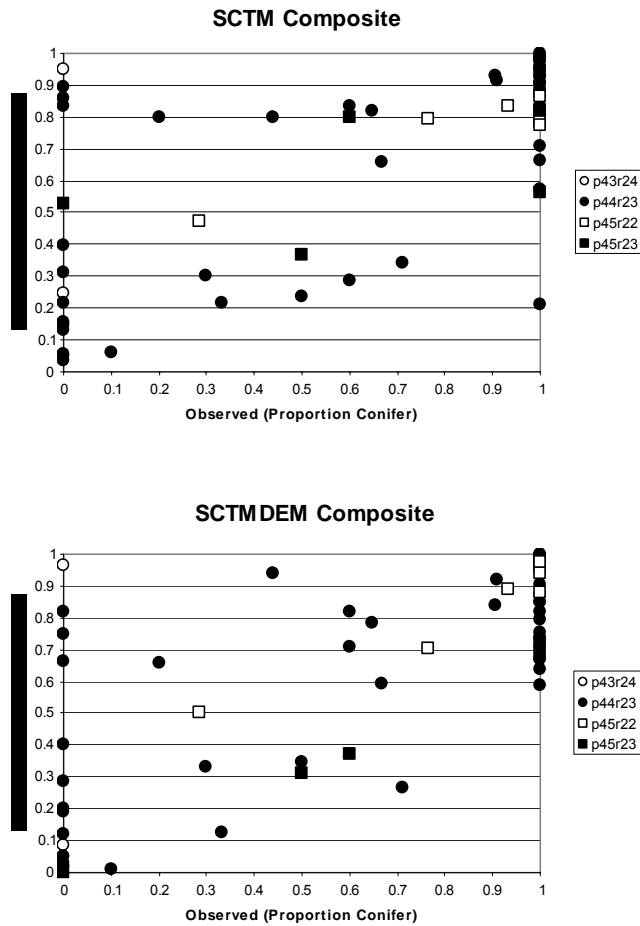 SCTM Composite
1
0.9
0.8
0.7
0.6
0.5
0.4
0.3
0.2
0.1
0
0 0.1 0.2 0.3 0.4 0.5 0.6 0.7 0.8 0.9 1
Observed (Proportion Conifer)
p43r24
p44r23
p45r22
p45r23
SCTMDEM Composite
1
0.9
0.8
0.7
0.6
0.5
0.4
0.3
0.2
0.1
0
0 0.1 0.2 0.3 0.4 0.5 0.6 0.7 0.8 0.9 1
Observed (Proportion Conifer)
p43r24
p44r23
p45r22
p45r23